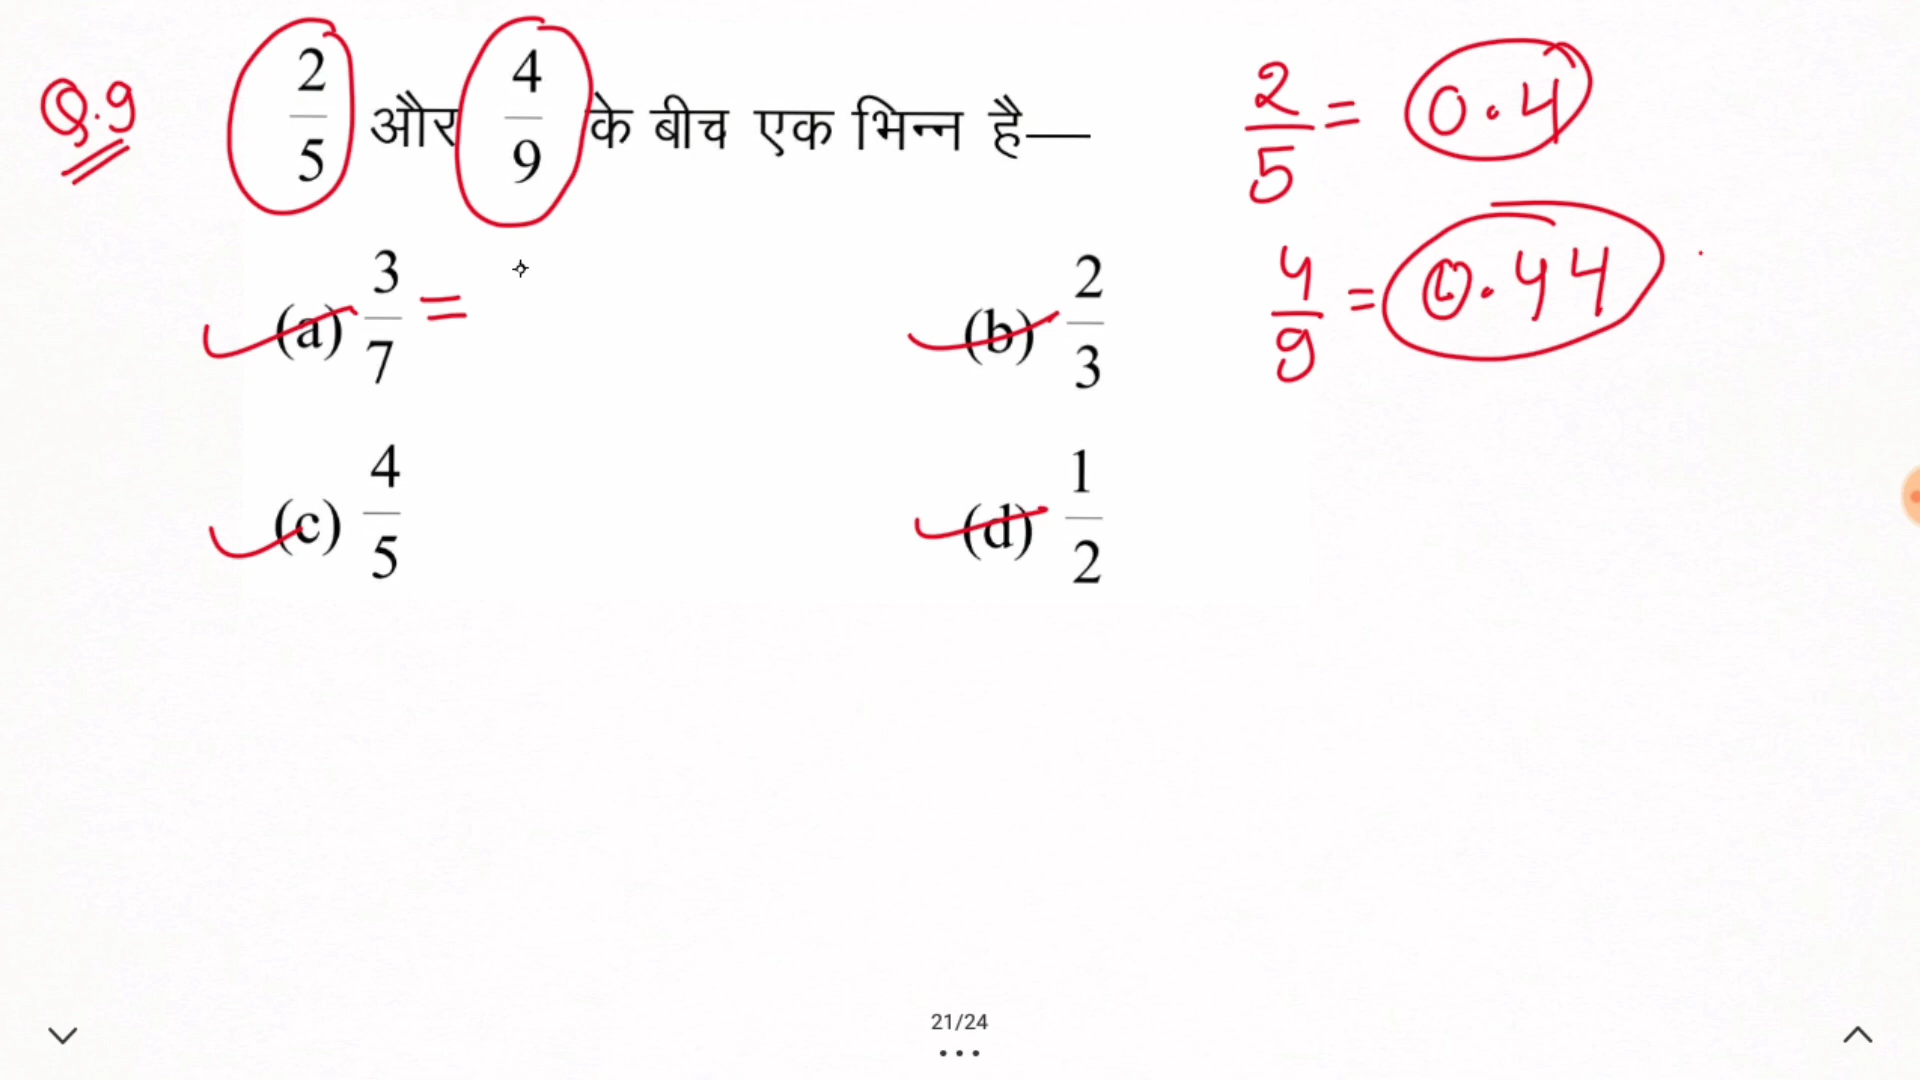 Q.9 2/5 और 4/9 के बीच एक भिन्न है—
2/5 = 0.4
4/9 = 0.44
(a) 3/7 =
(b) 2/3
(c) 4/5
(d) 1/2
21/24